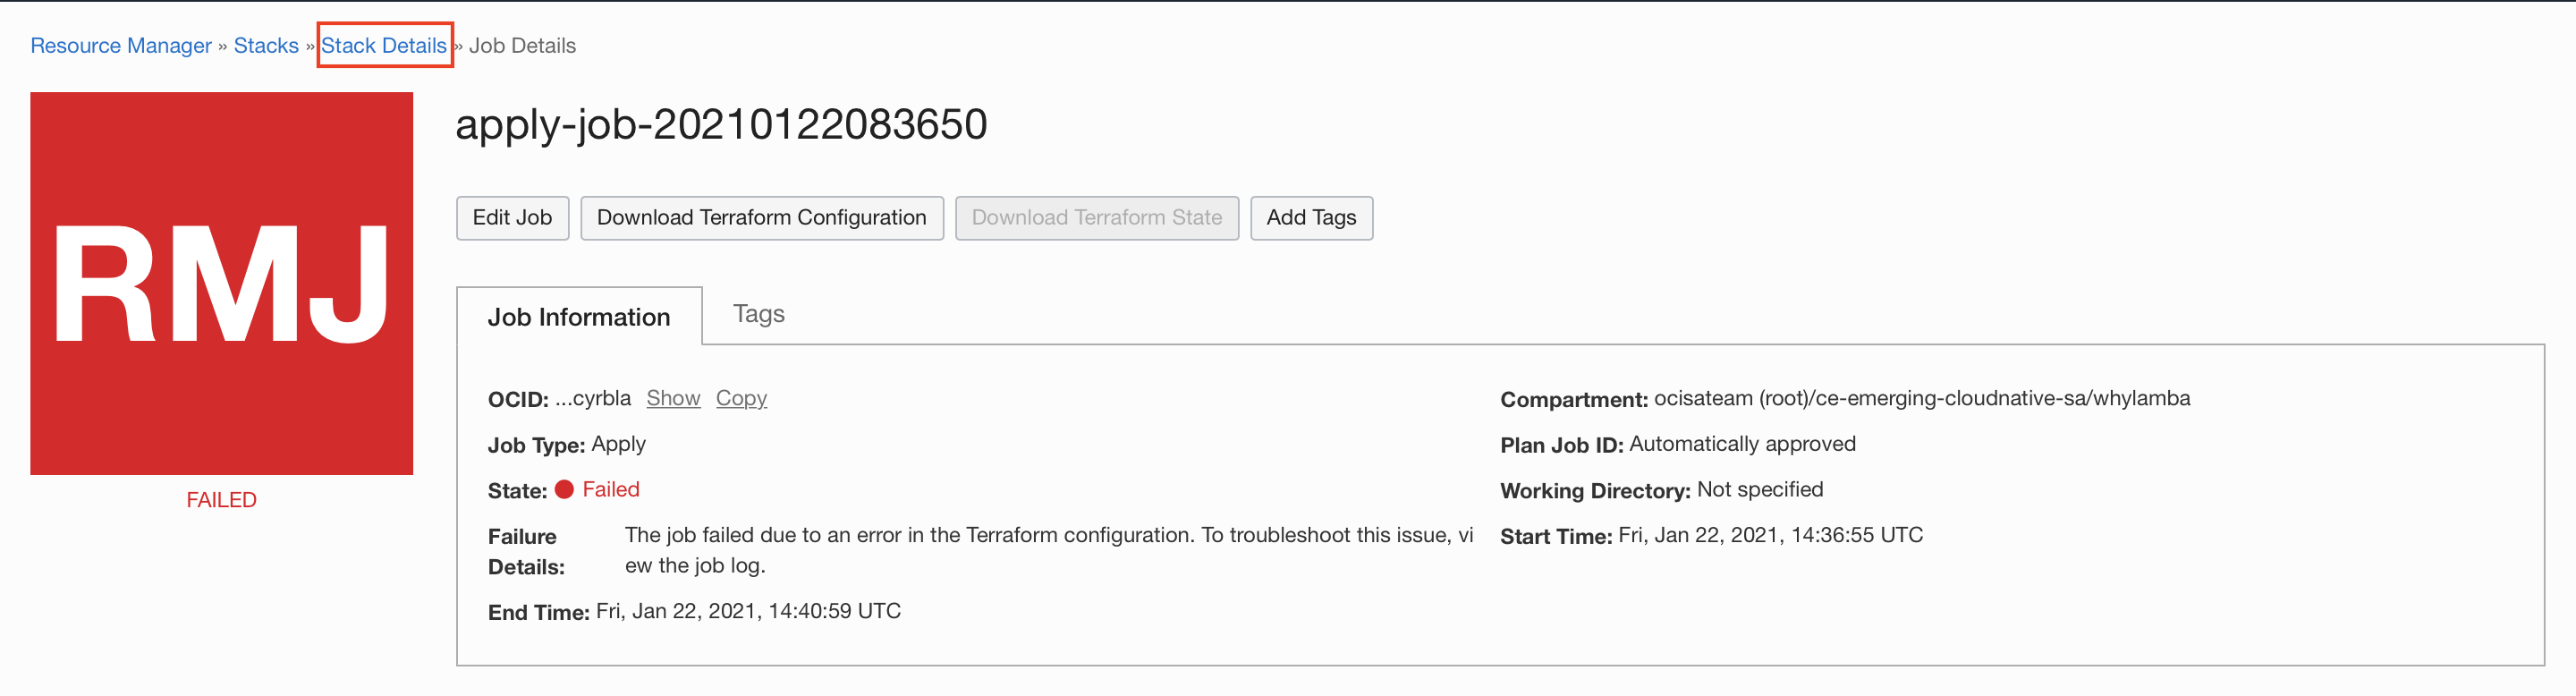 Resource Manager » Stacks » Stack Details » Job Details
RMJ
FAILED
apply-job-20210122083650
Edit Job
Download Terraform Configuration
Download Terraform State
Add Tags
Job Information
Tags
OCID: ...cyrbla Show Copy
Job Type: Apply
State: Failed
Failure Details: The job failed due to an error in the Terraform configuration. To troubleshoot this issue, vi
ew the job log.
End Time: Fri, Jan 22, 2021, 14:40:59 UTC
Compartment: ocisateam (root)/ce-emerging-cloudnative-sa/whylamba
Plan Job ID: Automatically approved
Working Directory: Not specified
Start Time: Fri, Jan 22, 2021, 14:36:55 UTC